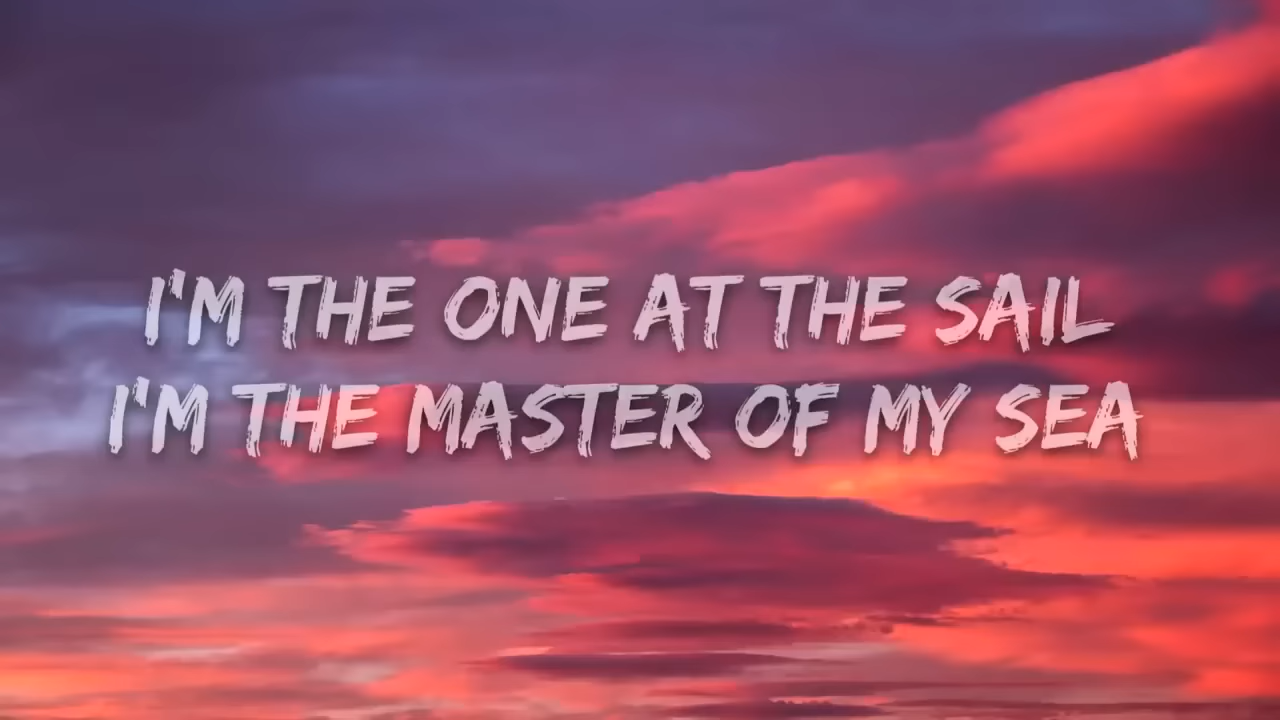 I'M THE ONE AT THE SAIL
I'M THE MASTER OF MY SEA